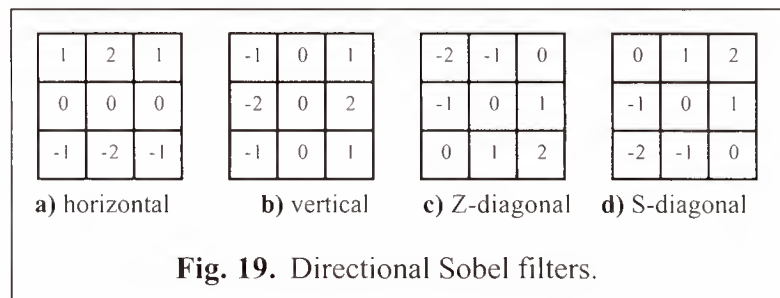 1 2 1
0 0 0
-1 -2 -1
a) horizontal
-1 0 1
-2 0 2
-1 0 1
b) vertical
-2 -1 0
-1 0 1
0 1 2
c) Z-diagonal
0 1 2
-1 0 1
-2 -1 0
d) S-diagonal
Fig. 19. Directional Sobel filters.